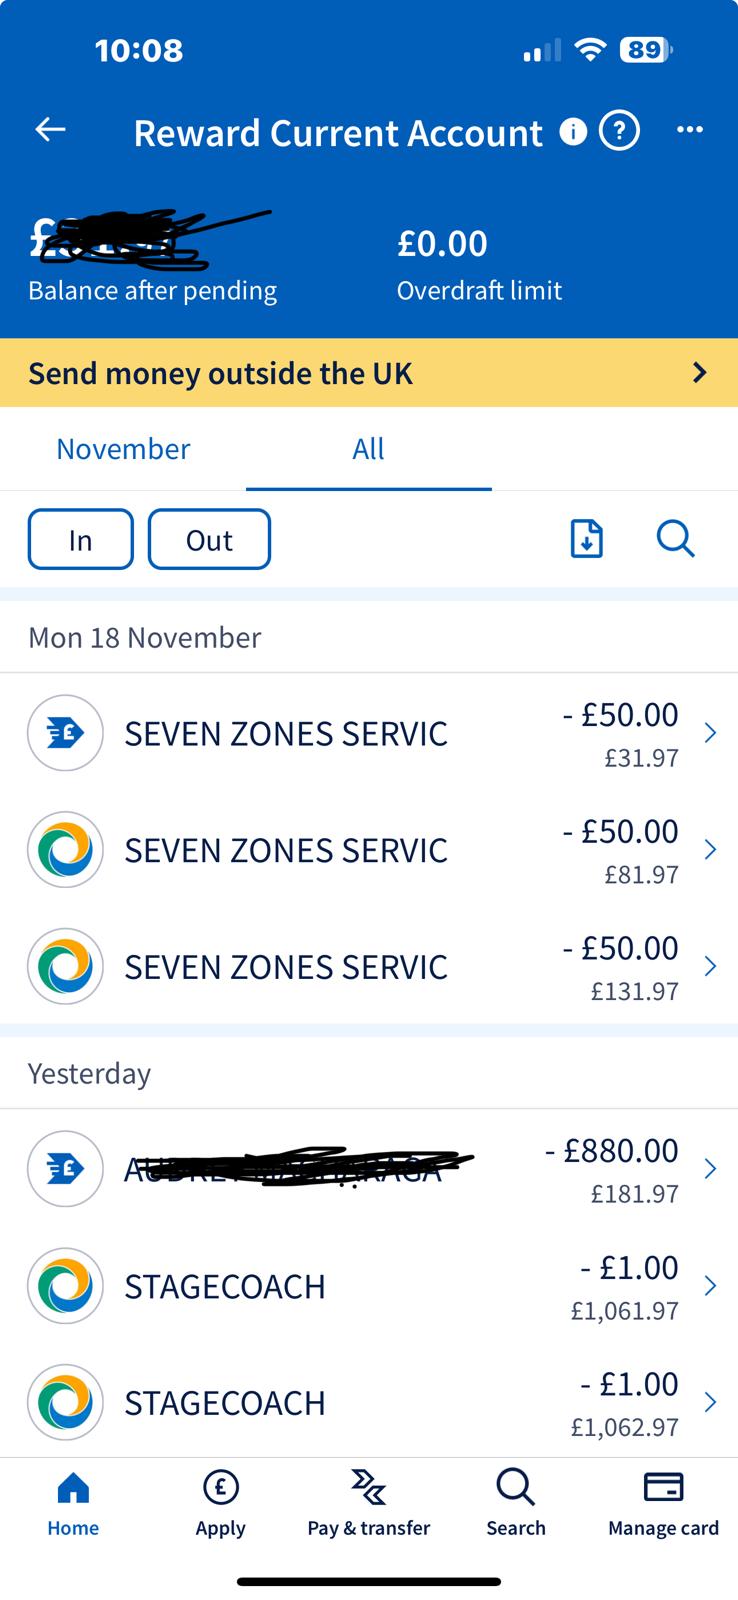 10:08
89
Reward Current Account i ?
£0.00
Balance after pending
Overdraft limit
Send money outside the UK
November All
In Out
Mon 18 November
£ SEVEN ZONES SERVIC - £50.00
£31.97
SEVEN ZONES SERVIC - £50.00
£81.97
SEVEN ZONES SERVIC - £50.00
£131.97
Yesterday
£ - £880.00
£181.97
STAGECOACH - £1.00
£1,061.97
STAGECOACH - £1.00
£1,062.97
£
Home Apply Pay & transfer Search Manage card